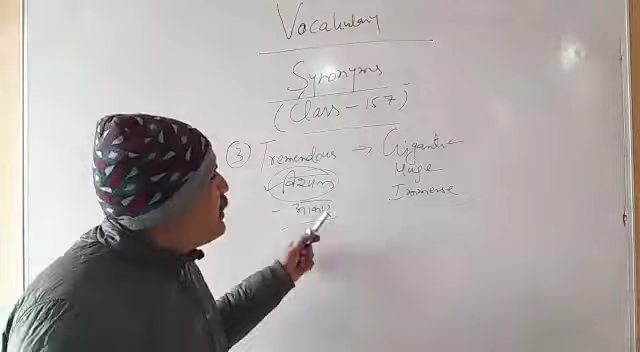 Vocabulary
Synonyms
(Class - 157)
③ Tremendous → Gigantic
Huge
विशाल
Immense